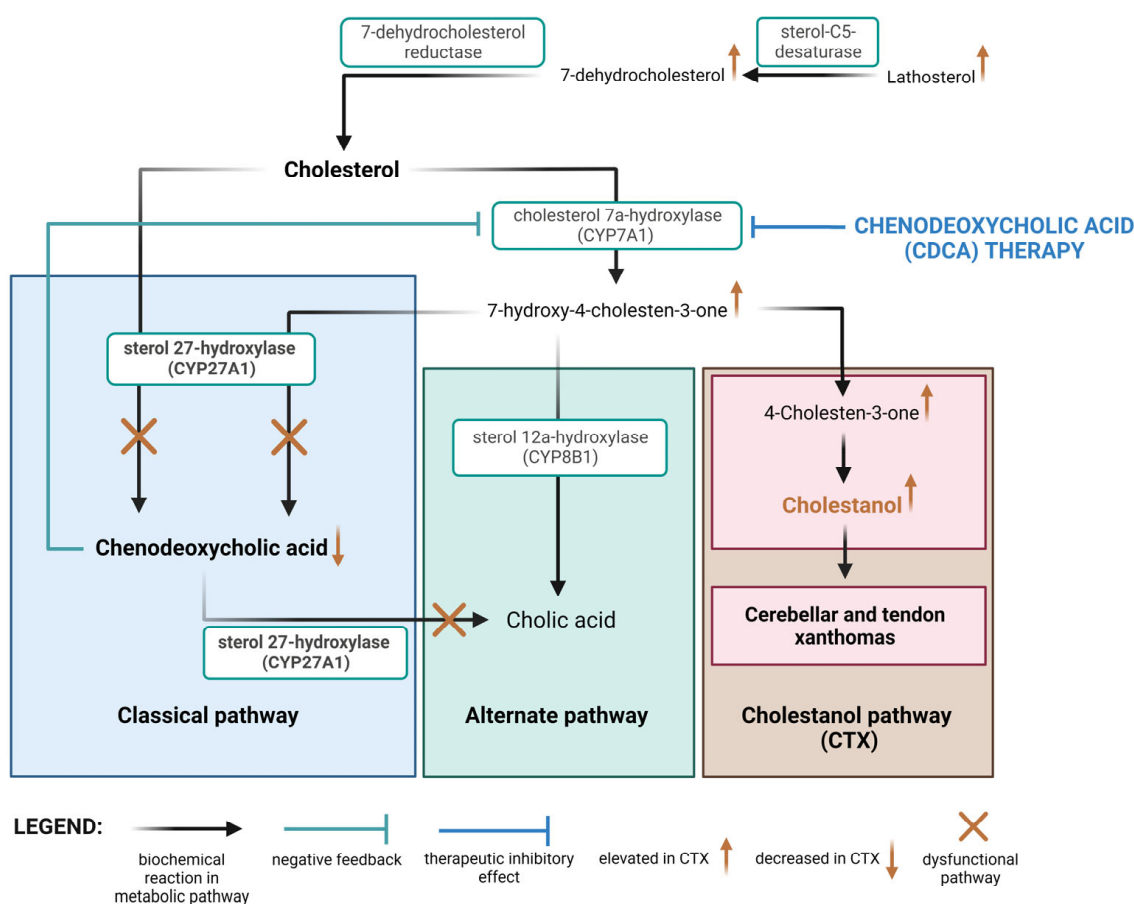 7-dehydrocholesterol
reductase
sterol-C5-
desaturase
7-dehydrocholesterol
Lathosterol
Cholesterol
cholesterol 7a-hydroxylase
(CYP7A1)
CHENODEOXYCHOLIC ACID
(CDCA) THERAPY
7-hydroxy-4-cholesten-3-one
sterol 27-hydroxylase
(CYP27A1)
4-Cholesten-3-one
sterol 12a-hydroxylase
(CYP8B1)
Cholestanol
Chenodeoxycholic acid
Cholic acid
Cerebellar and tendon
xanthomas
sterol 27-hydroxylase
(CYP27A1)
Classical pathway
Alternate pathway
Cholestanol pathway
(CTX)
LEGEND:
biochemical
reaction in
metabolic pathway
negative feedback
therapeutic inhibitory
effect
elevated in CTX
decreased in CTX
dysfunctional
pathway